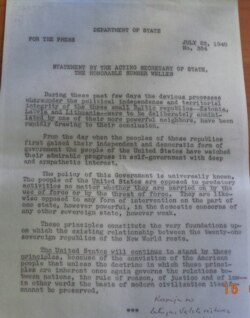 DEPARTMENT OF STATE
FOR THE PRESS
JULY 23, 1940
No. 354
STATEMENT BY THE ACTING SECRETARY OF STATE,
THE HONORABLE SUMNER WELLES
During these past few days the devious processes
whereunder the political independence and territorial
integrity of the three small Baltic republics--Estonia,
Latvia and Lithuania--were to be deliberately annihi-
lated by one of their more powerful neighbors, have been
rapidly drawing to their conclusion.
From the day when the peoples of these republics
first gained their independent and democratic form of
government the people of the United States have watched
their admirable progress in self-government with deep
and sympathetic interest.
The policy of this Government is universally known.
The people of the United States are opposed to predatory
activities no matter whether they are carried on by the
use of force or by the threat of force. They are like-
wise opposed to any form of intervention on the part of
one state, however powerful, in the domestic concerns of
any other sovereign state, however weak.
These principles constitute the very foundations upon
which the existing relationship between the twenty-one
sovereign republics of the New World rests.
The United States will continue to stand by these
principles, because of the conviction of the American
people that unless the doctrine in which these princi-
ples are inherent once again governs the relations be-
tween nations, the rule of reason, of justice and of law--
in other words the basis of modern civilization itself--
cannot be preserved.
***